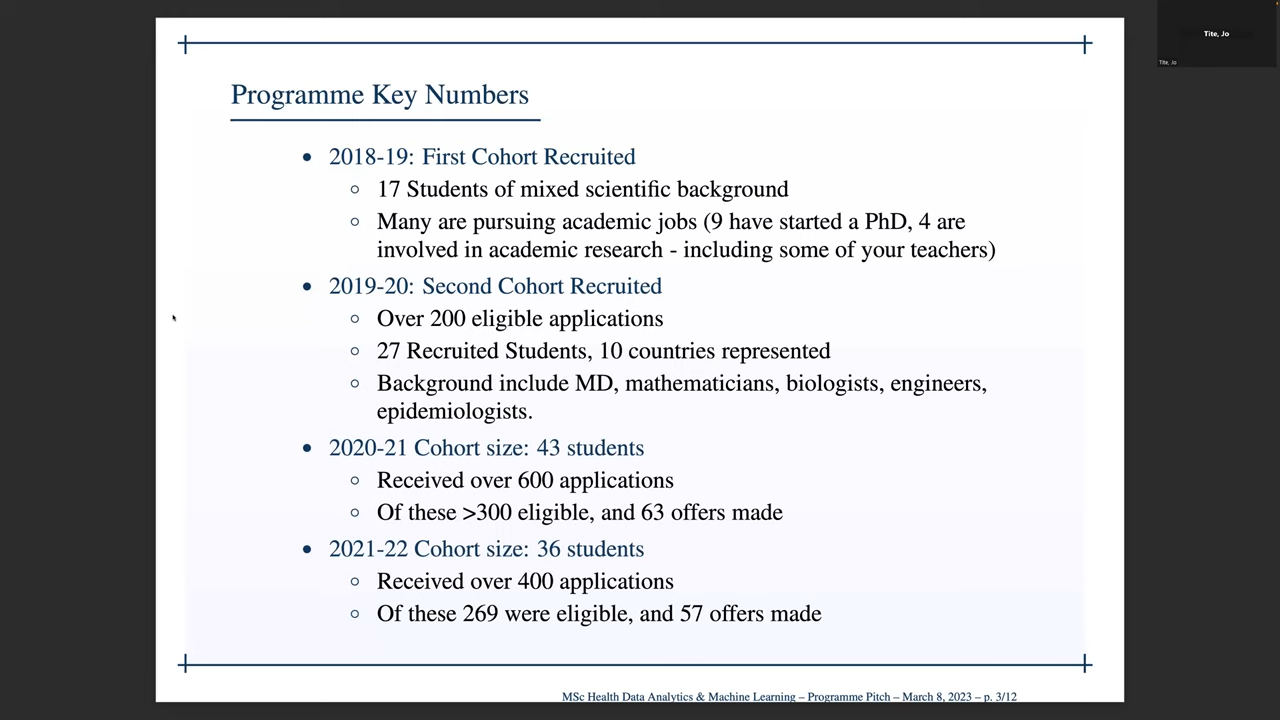 Tite, Jo
Tite, Jo
Programme Key Numbers
• 2018-19: First Cohort Recruited
◦ 17 Students of mixed scientific background
◦ Many are pursuing academic jobs (9 have started a PhD, 4 are
involved in academic research - including some of your teachers)
• 2019-20: Second Cohort Recruited
◦ Over 200 eligible applications
◦ 27 Recruited Students, 10 countries represented
◦ Background include MD, mathematicians, biologists, engineers,
epidemiologists.
• 2020-21 Cohort size: 43 students
◦ Received over 600 applications
◦ Of these >300 eligible, and 63 offers made
• 2021-22 Cohort size: 36 students
◦ Received over 400 applications
◦ Of these 269 were eligible, and 57 offers made
MSc Health Data Analytics & Machine Learning – Programme Pitch – March 8, 2023 – p. 3/12